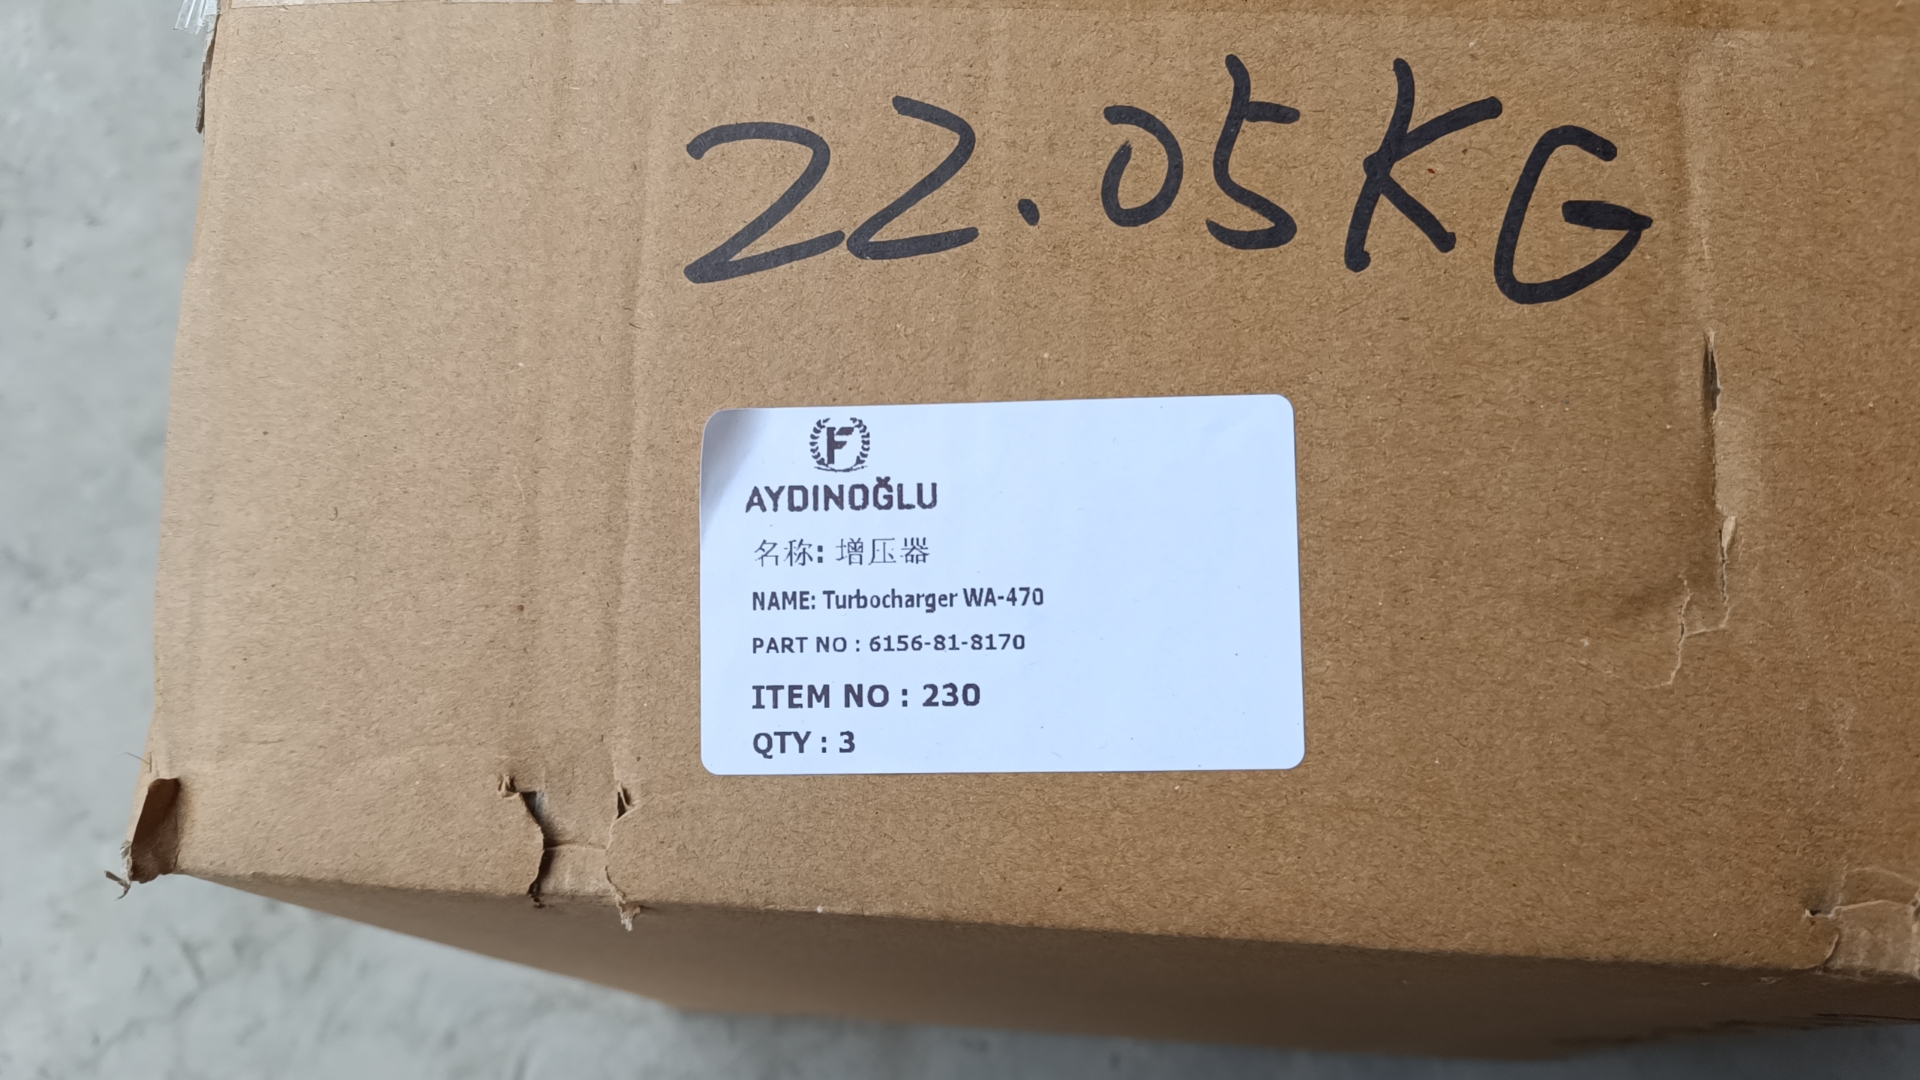 22.05KG
F
AYDINOĞLU
名称: 增压器
NAME: Turbocharger WA-470
PART NO : 6156-81-8170
ITEM NO : 230
QTY : 3